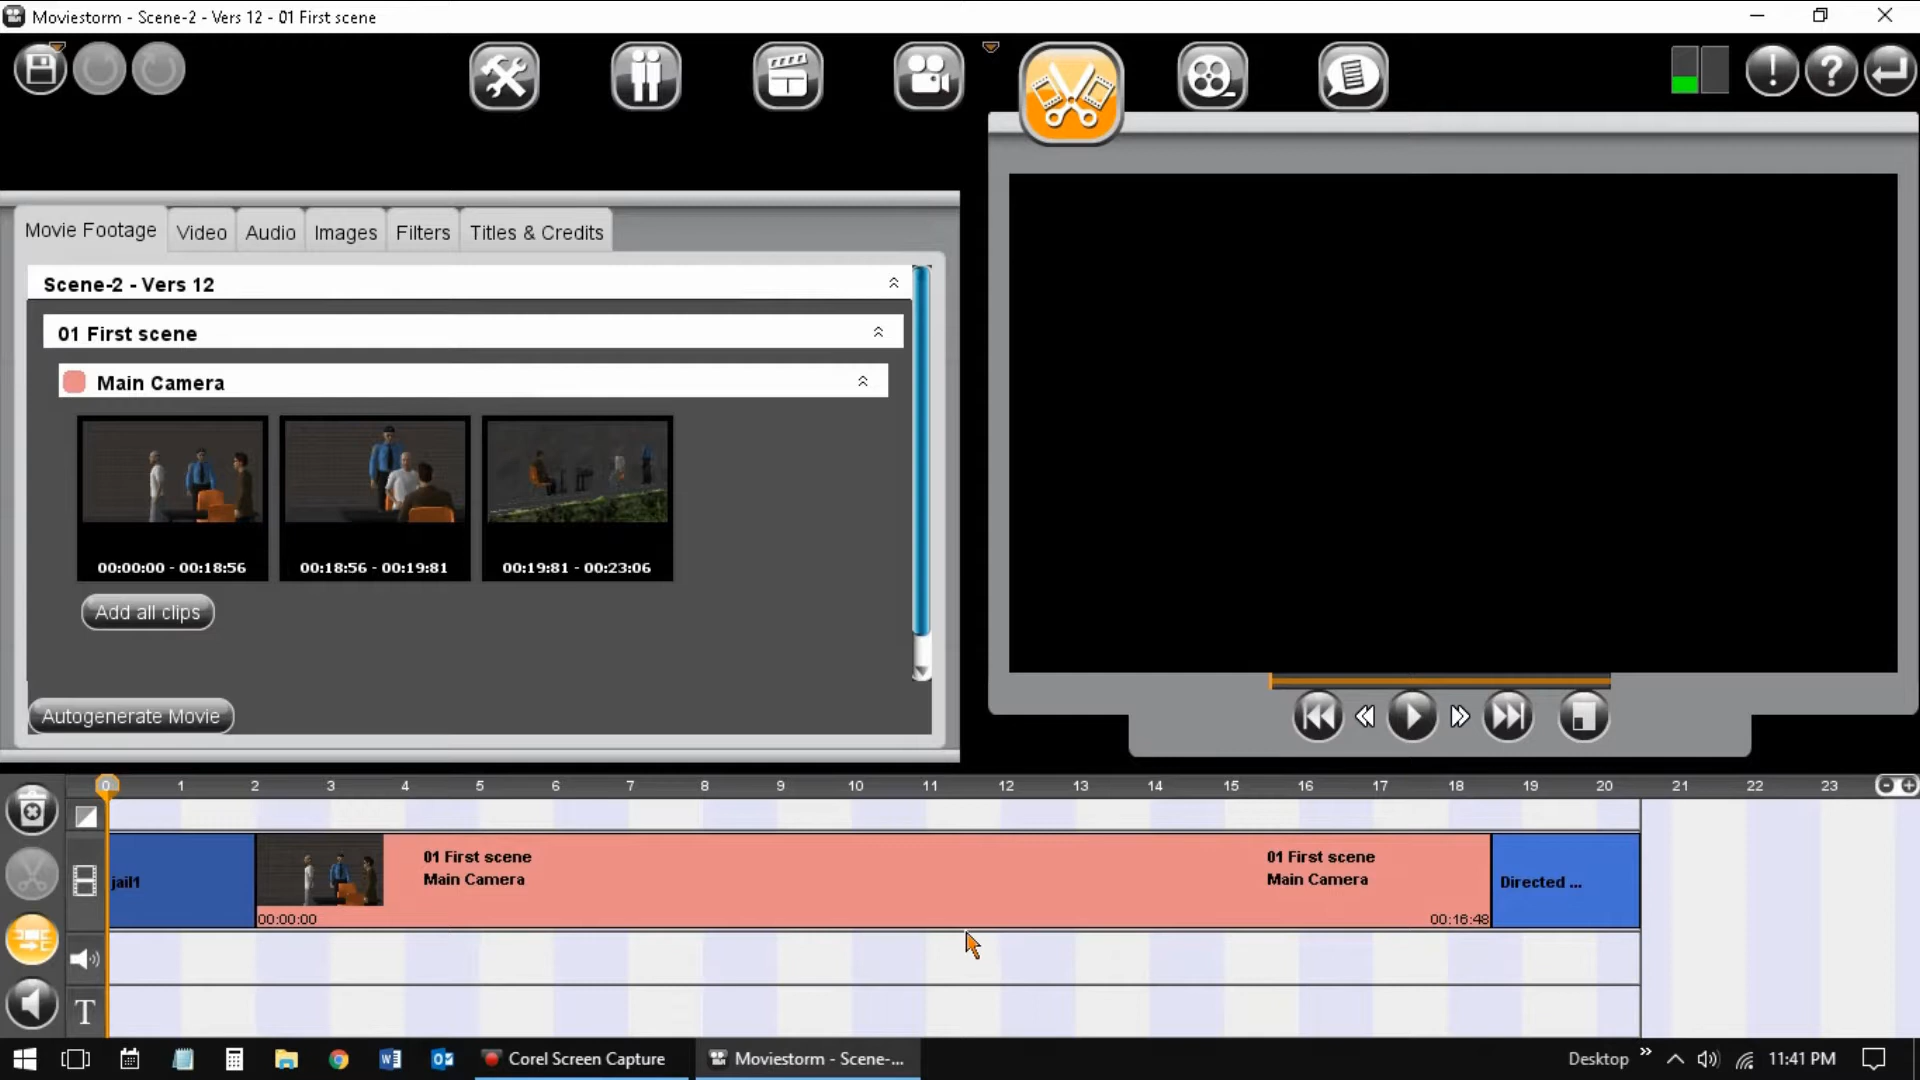 Moviestorm - Scene-2 - Vers 12 - 01 First scene
Movie Footage Video Audio Images Filters Titles & Credits
Scene-2 - Vers 12
01 First scene
Main Camera
00:00:00 - 00:18:56 00:18:56 - 00:19:81 00:19:81 - 00:23:06
Add all clips
Autogenerate Movie
0 1 2 3 4 5 6 7 8 9 10 11 12 13 14 15 16 17 18 19 20 21 22 23
jail1
01 First scene
Main Camera
00:00:00
01 First scene
Main Camera
00:16:48
Directed ...
T
Corel Screen Capture
Moviestorm - Scene-...
Desktop
11:41 PM